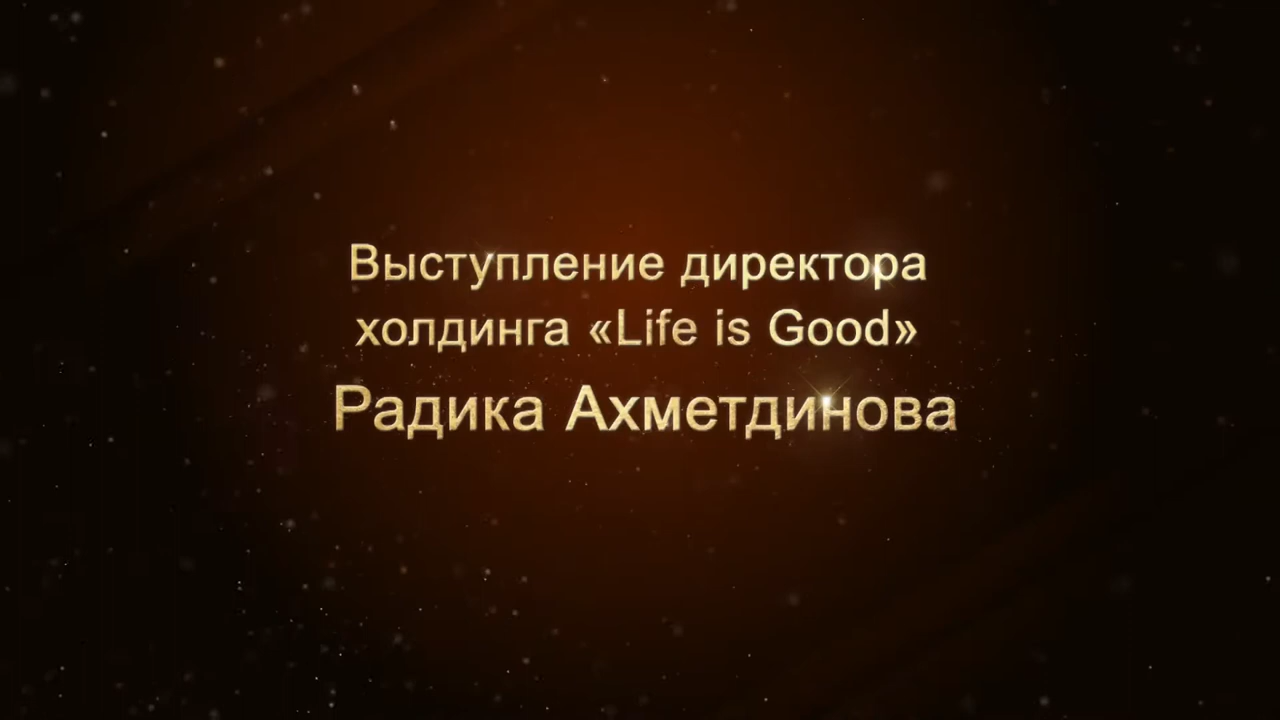 Выступление директора
холдинга «Life is Good»
Радика Ахметдинова